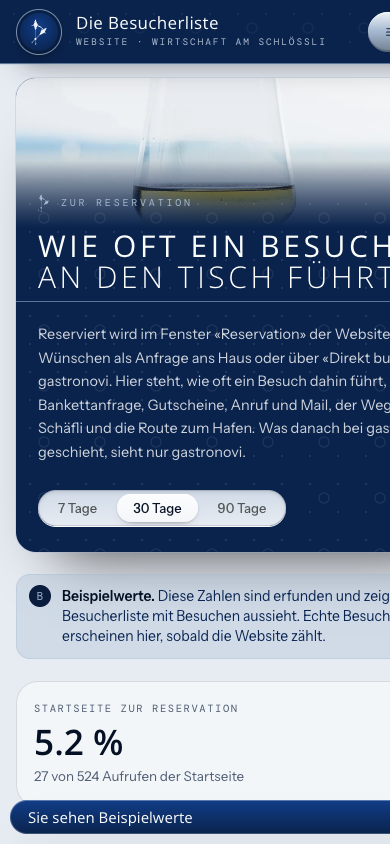 Die Besucherliste
WEBSITE · WIRTSCHAFT AM SCHLÖSSLI
ZUR RESERVATION
WIE OFT EIN BESUCH
AN DEN TISCH FÜHRT
Reserviert wird im Fenster «Reservation» der Website
Wünschen als Anfrage ans Haus oder über «Direkt bu
gastronovi. Hier steht, wie oft ein Besuch dahin führt,
Bankettanfrage, Gutscheine, Anruf und Mail, der Weg
Schäfli und die Route zum Hafen. Was danach bei gas
geschieht, sieht nur gastronovi.
7 Tage 30 Tage 90 Tage
B
Beispielwerte. Diese Zahlen sind erfunden und zeig
Besucherliste mit Besuchen aussieht. Echte Besuch
erscheinen hier, sobald die Website zählt.
STARTSEITE ZUR RESERVATION
5.2 %
27 von 524 Aufrufen der Startseite
Sie sehen Beispielwerte